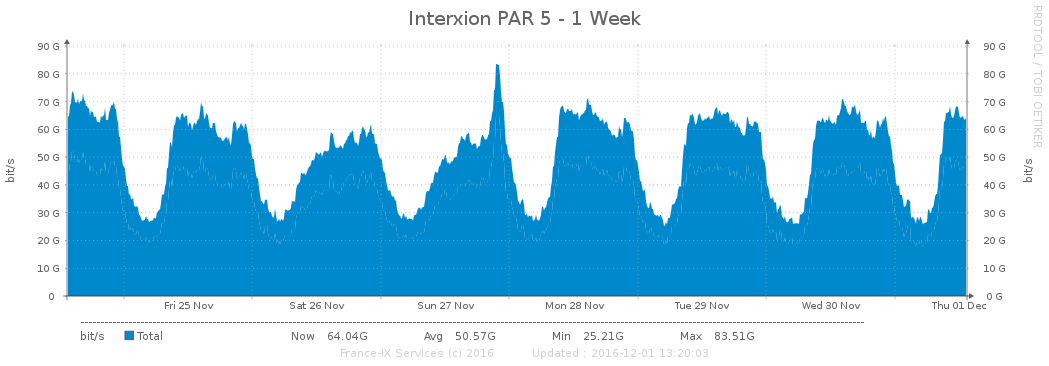 Interxion PAR 5 - 1 Week
RRDTOOL / TOBI OETIKER
90 G 90 G
80 G 80 G
70 G 70 G
60 G 60 G
50 G 50 G
40 G 40 G
30 G 30 G
20 G 20 G
10 G 10 G
0 0 G
bit/s
bit/s
Fri 25 Nov Sat 26 Nov Sun 27 Nov Mon 28 Nov Tue 29 Nov Wed 30 Nov Thu 01 Dec
bit/s Total Now 64.04G Avg 50.57G Min 25.21G Max 83.51G
France-IX Services (c) 2016 Updated : 2016-12-01 13:20:03